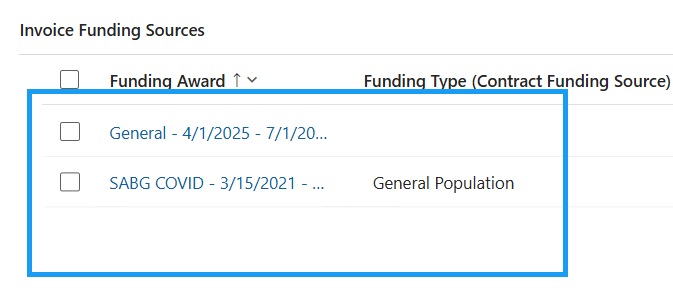 Invoice Funding Sources
Funding Award ↑ Funding Type (Contract Funding Source)
General - 4/1/2025 - 7/1/20...
SABG COVID - 3/15/2021 - ... General Population